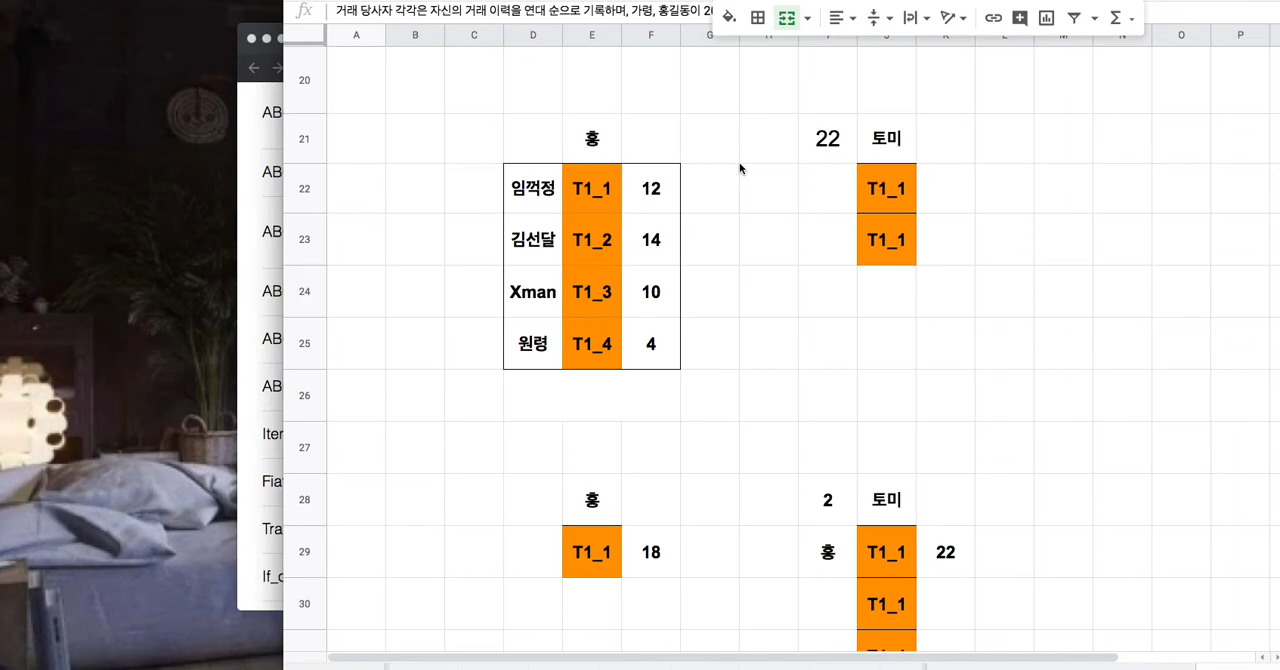 fx 거래 당사자 각각은 자신의 거래 이력을 연대 순으로 기록하며, 가령, 홍길동이
A B C D E F G H I J K L M N O P
20
21 홍 22 토미
22 임꺽정 T1_1 12 T1_1
23 김선달 T1_2 14 T1_1
24 Xman T1_3 10
25 원령 T1_4 4
26
27
28 홍 2 토미
29 T1_1 18 홍 T1_1 22
30 T1_1
AB
AB
AB
AB
AB
AB
Iter
Fia
Tra
If_